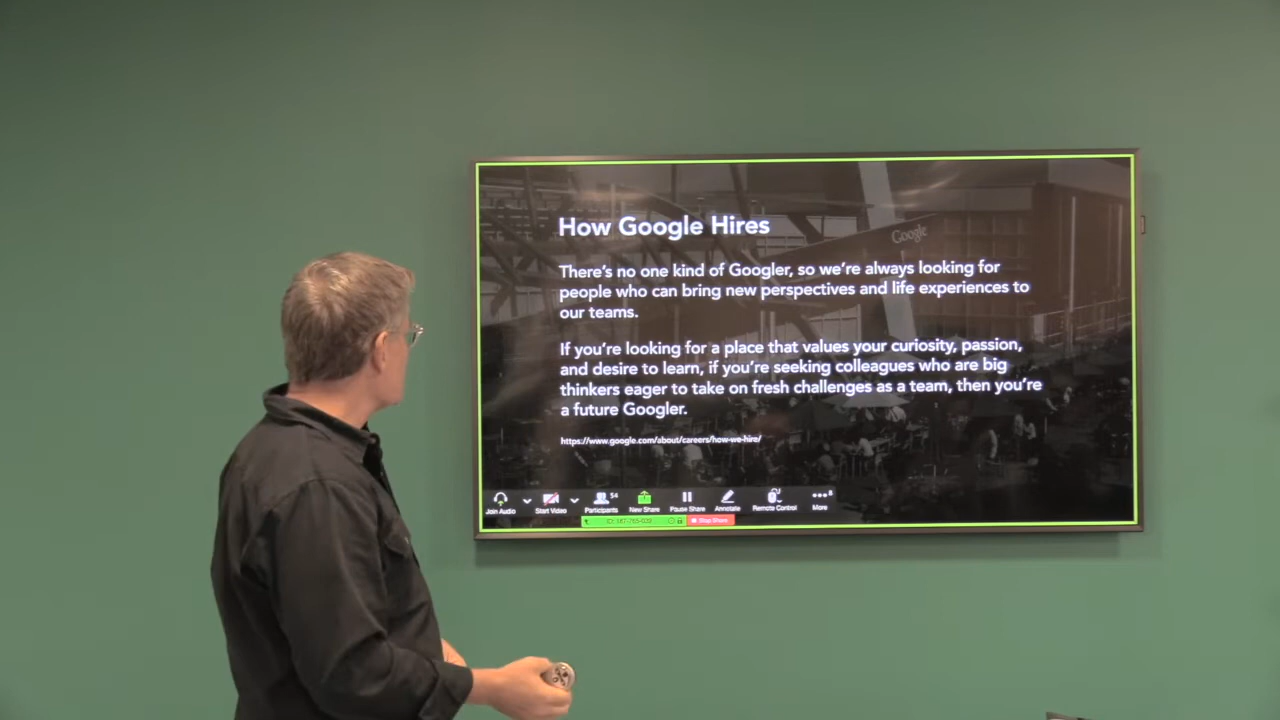 Google
How Google Hires
There's no one kind of Googler, so we're always looking for
people who can bring new perspectives and life experiences to
our teams.
If you're looking for a place that values your curiosity, passion,
and desire to learn, if you're seeking colleagues who are big
thinkers eager to take on fresh challenges as a team, then you're
a future Googler.
https://www.google.com/about/careers/how-we-hire/
Join Audio Start Video Participants 54 New Share Pause Share Annotate Remote Control More
Stop Share